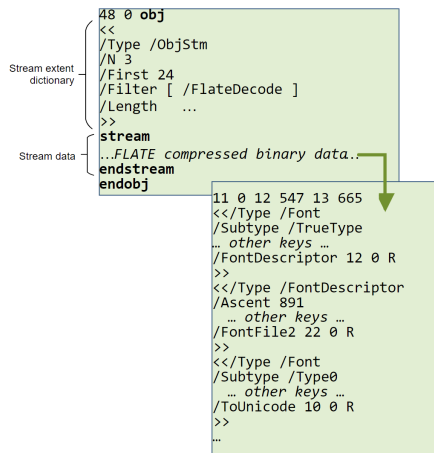 48 0 obj
<<
/Type /ObjStm
/N 3
/First 24
/Filter [ /FlateDecode ]
/Length ...
>>
stream
...FLATE compressed binary data...
endstream
endobj
Stream extent
dictionary
Stream data
11 0 12 547 13 665
<</Type /Font
/Subtype /TrueType
… other keys …
/FontDescriptor 12 0 R
>>
<</Type /FontDescriptor
/Ascent 891
… other keys …
/FontFile2 22 0 R
>>
<</Type /Font
/Subtype /Type0
… other keys …
/ToUnicode 10 0 R
>>
…